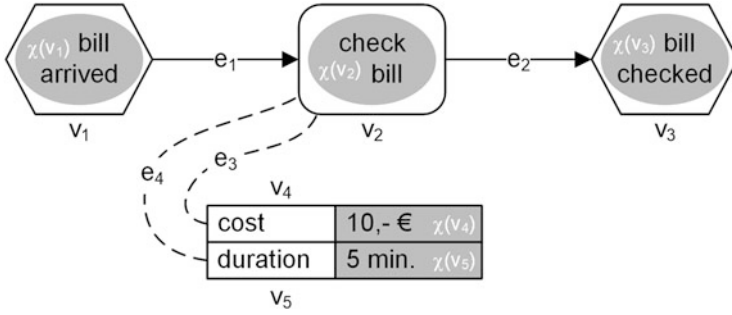 χ(v₁) bill
arrived
v₁
e₁
check
χ(v₂) bill
v₂
e₂
χ(v₃) bill
checked
v₃
e₄
e₃
v₄
cost 10,- € χ(v₄)
duration 5 min. χ(v₅)
v₅